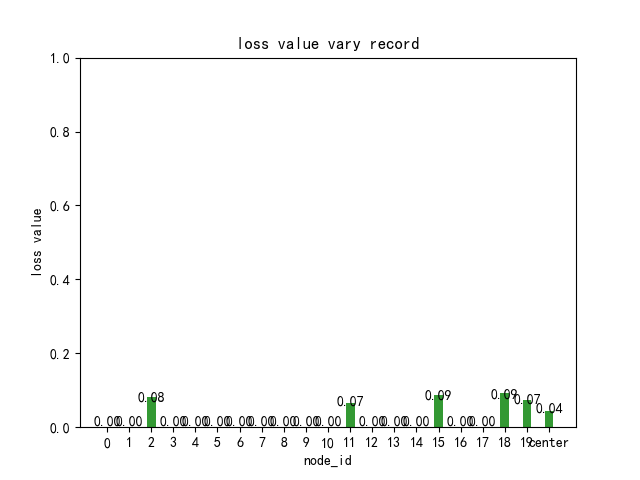 loss value vary record
1.0
0.8
0.6
0.4
0.2
0.0
loss value
0.00 0.00 0.08 0.00 0.00 0.00 0.00 0.00 0.00 0.00 0.00 0.07 0.00 0.00 0.00 0.09 0.00 0.00 0.09 0.07 0.04
0 1 2 3 4 5 6 7 8 9 10 11 12 13 14 15 16 17 18 19 center
node_id